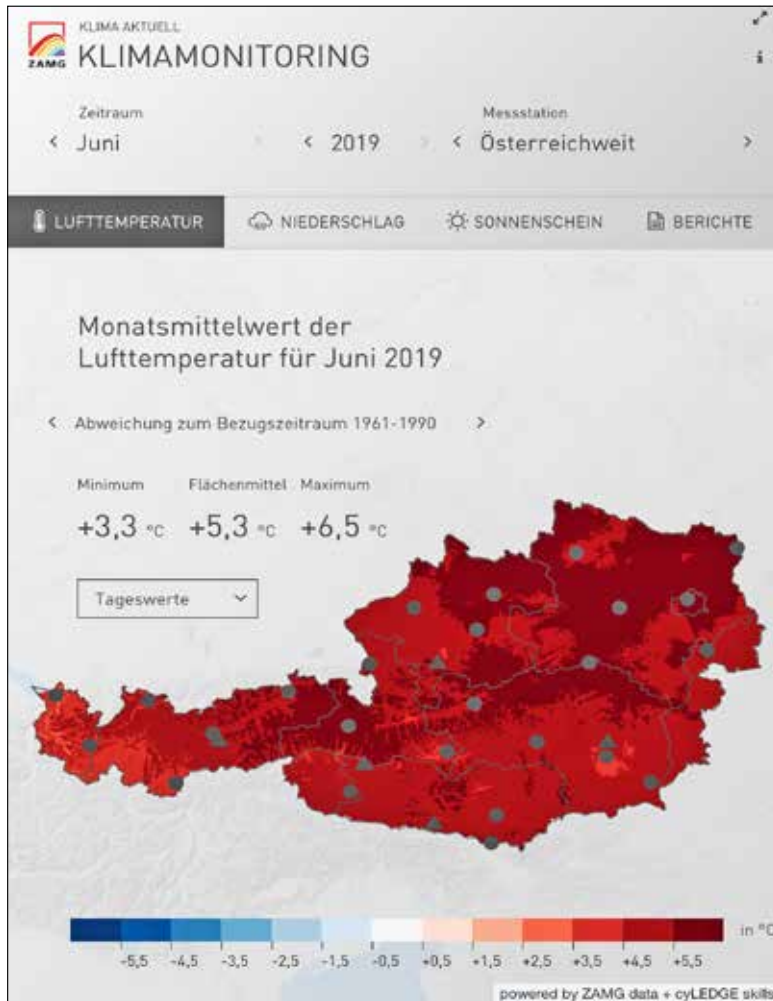 KLIMA AKTUELL
ZAMG
KLIMAMONITORING
Zeitraum
Messstation
Juni
2019
Österreichweit
LUFTTEMPERATUR
NIEDERSCHLAG
SONNENSCHEIN
BERICHTE
Monatsmittelwert der
Lufttemperatur für Juni 2019
Abweichung zum Bezugszeitraum 1961-1990
Minimum Flächenmittel Maximum
+3,3 °C +5,3 °C +6,5 °C
Tageswerte
in °C
-5,5 -4,5 -3,5 -2,5 -1,5 -0,5 +0,5 +1,5 +2,5 +3,5 +4,5 +5,5
powered by ZAMG data + cyLEDGE skills